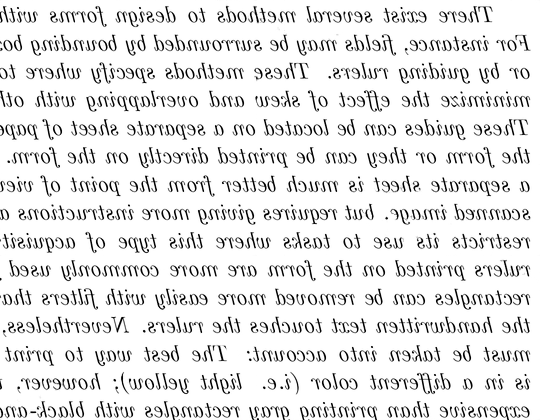 There exist several methods to design forms with
For instance, fields may be surrounded by bounding box
or by guiding rulers. These methods specify where to
minimize the effect of skew and overlapping with oth
These guides can be located on a separate sheet of pape
the form or they can be printed directly on the form.
a separate sheet is much better from the point of view
scanned image, but requires giving more instructions a
restricts its use to tasks where this type of acquisiti
rulers printed on the form are more commonly used
rectangles can be removed more easily with filters tha
the handwritten text touches the rulers. Nevertheless,
must be taken into account: The best way to print
is in a different color (i.e. light yellow); however,
expensive than printing gray rectangles with black-and